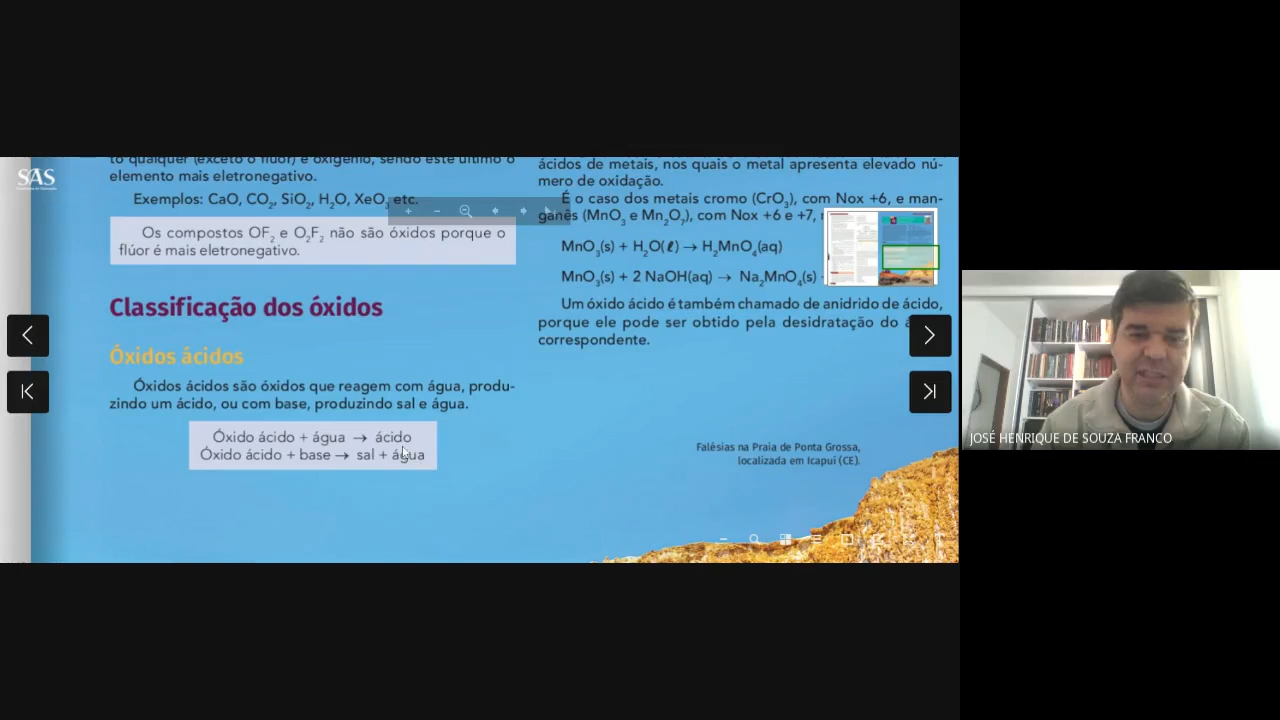 SAS
to qualquer (exceto o flúor) e oxigênio, sendo este último o
elemento mais eletronegativo.
Exemplos: CaO, CO₂, SiO₂, H₂O, XeO₃ etc.
Os compostos OF₂ e O₂F₂ não são óxidos porque o
flúor é mais eletronegativo.
Classificação dos óxidos
Óxidos ácidos
Óxidos ácidos são óxidos que reagem com água, produ-
zindo um ácido, ou com base, produzindo sal e água.
Óxido ácido + água → ácido
Óxido ácido + base → sal + água
ácidos de metais, nos quais o metal apresenta elevado nú-
mero de oxidação.
É o caso dos metais cromo (CrO₃), com Nox +6, e man-
ganês (MnO₃ e Mn₂O₇), com Nox +6 e +7,
MnO₃(s) + H₂O(ℓ) → H₂MnO₄(aq)
MnO₃(s) + 2 NaOH(aq) → Na₂MnO₄(s)
Um óxido ácido é também chamado de anidrido de ácido,
porque ele pode ser obtido pela desidratação do
correspondente.
Falésias na Praia de Ponta Grossa,
localizada em Icapuí (CE).
JOSÉ HENRIQUE DE SOUZA FRANCO